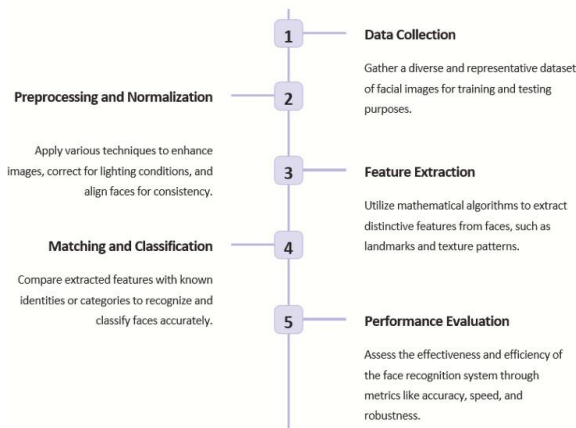 1
Data Collection
Gather a diverse and representative dataset
of facial images for training and testing
purposes.
Preprocessing and Normalization
2
Apply various techniques to enhance
images, correct for lighting conditions, and
align faces for consistency.
3
Feature Extraction
Utilize mathematical algorithms to extract
distinctive features from faces, such as
landmarks and texture patterns.
Matching and Classification
4
Compare extracted features with known
identities or categories to recognize and
classify faces accurately.
5
Performance Evaluation
Assess the effectiveness and efficiency of
the face recognition system through
metrics like accuracy, speed, and
robustness.